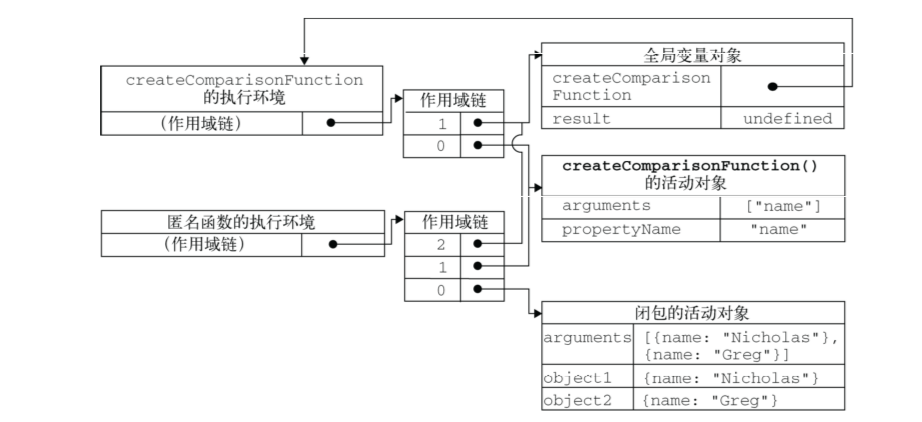 createComparisonFunction
的执行环境
(作用域链)
作用域链
1
0
全局变量对象
createComparison
Function
result undefined
createComparisonFunction()
的活动对象
arguments ["name"]
propertyName "name"
匿名函数的执行环境
(作用域链)
作用域链
2
1
0
闭包的活动对象
arguments [{name: "Nicholas"},
{name: "Greg"}]
object1 {name: "Nicholas"}
object2 {name: "Greg"}